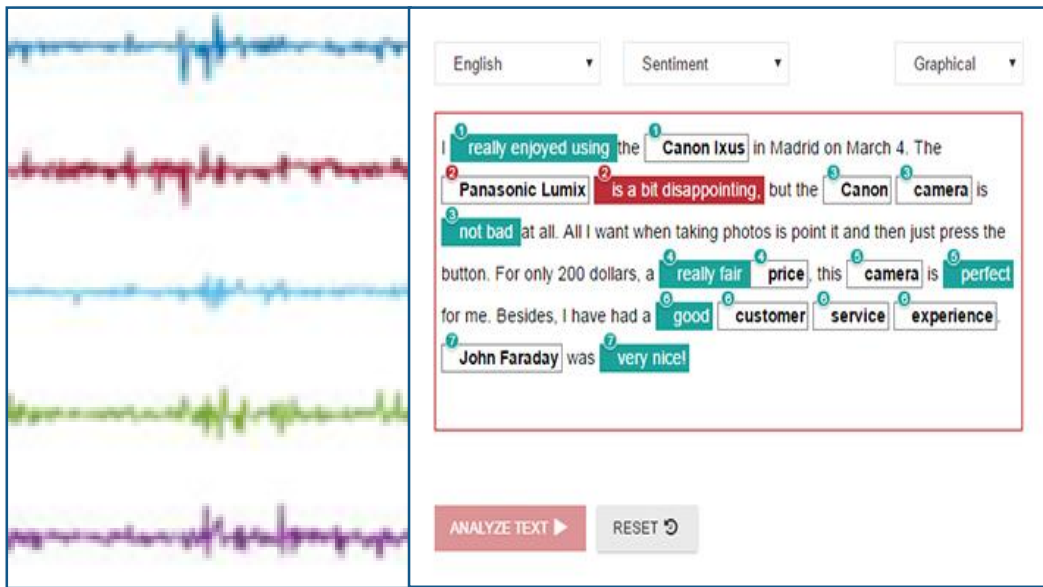 English Sentiment Graphical
I really enjoyed using the Canon Ixus in Madrid on March 4. The
Panasonic Lumix is a bit disappointing, but the Canon camera is
not bad at all. All I want when taking photos is point it and then just press the
button. For only 200 dollars, a really fair price, this camera is perfect
for me. Besides, I have had a good customer service experience.
John Faraday was very nice!
ANALYZE TEXT RESET